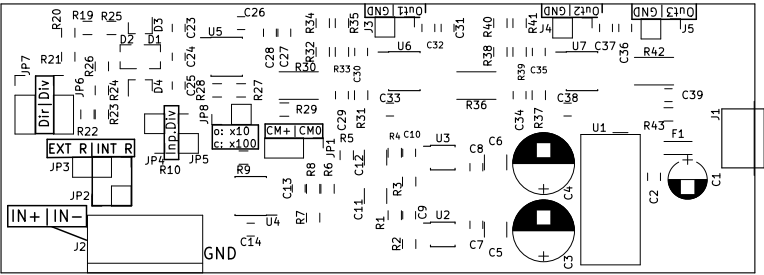 R20 R19 R25 D3 C23 C26 R34 R35 J3 GND Out1 C31 R40 R41 J4 GND Out2 C36 GND Out3 J5
D2 D1 U5 C32 C37
R21 R26 C24 C28 C27 R32 R33 C30 U6 R38 R39 C35 U7 R42
JP7 Dir Div JP6 R24 D4 C25 R28 R27 R30 C33 R36 C38 C39
R23 JP8 R29 C29 R31 C34 R37 R43 J1
R22 Inp.Div o: x10 CM+ CM0 U1 F1
c: x100
EXT R INT R JP4 JP5 JP1 R5 C12 R4 C10 U3 C6
JP3 R10 R9 R8 R6 C8 C4 C2 C1
JP2 C13 R3
IN+ IN- R7 C11 R1 C9 U2
J2 GND U4 C14 R2 C7 C5 C3